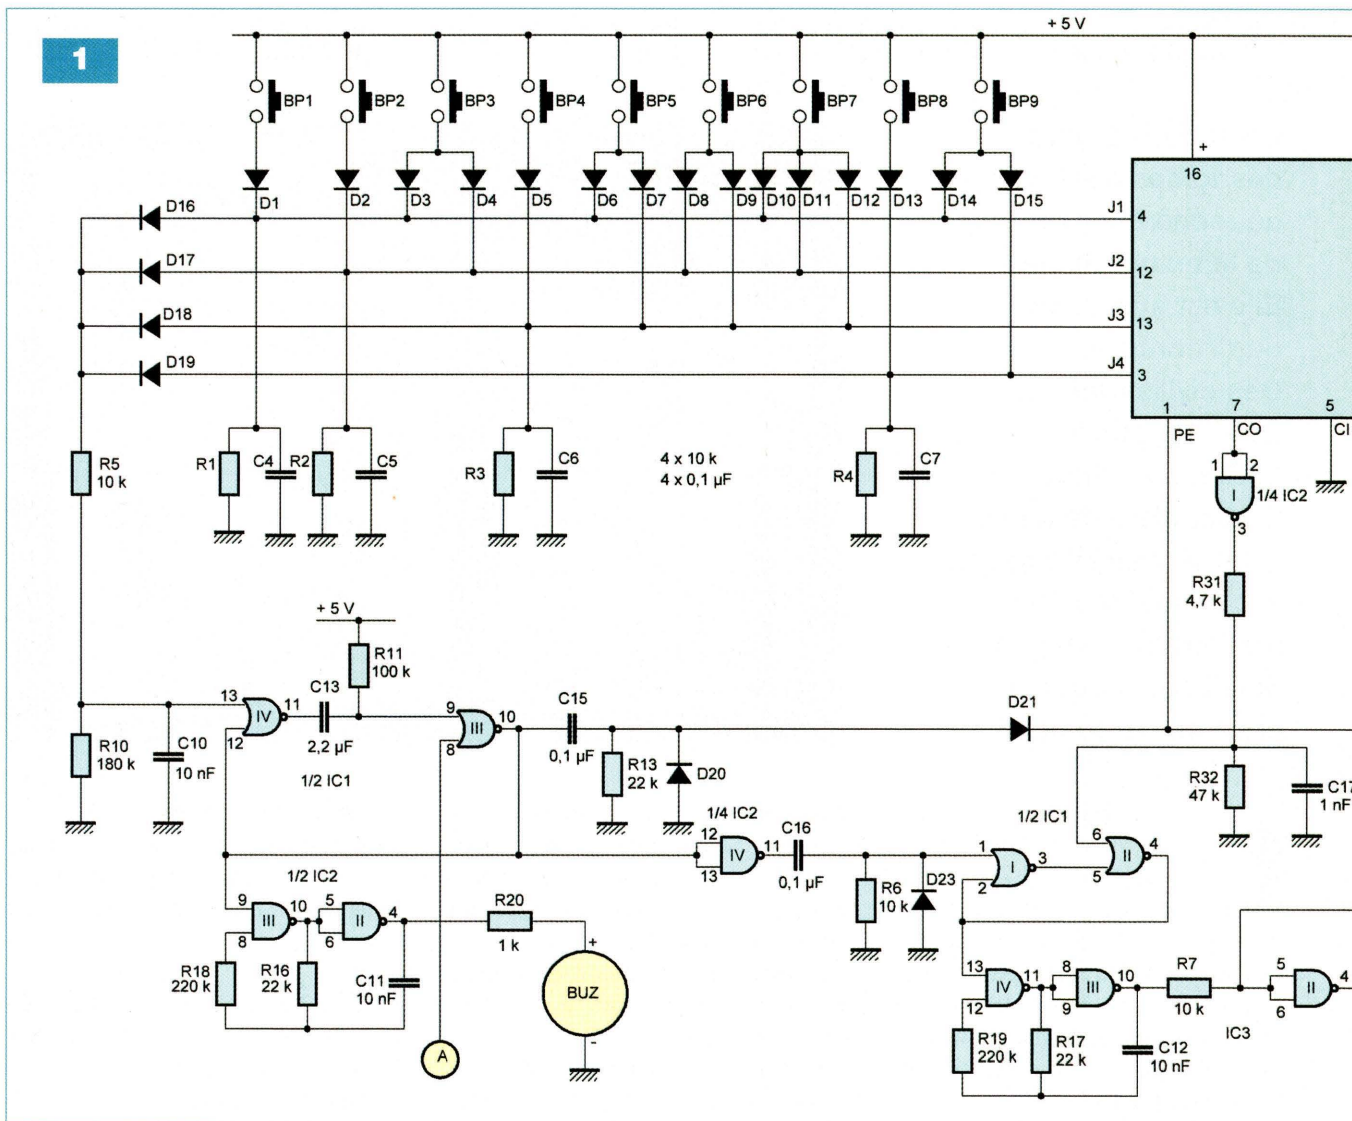 1
+ 5 V
BP1 BP2 BP3 BP4 BP5 BP6 BP7 BP8 BP9
+
16
D1 D2 D3 D4 D5 D6 D7 D8 D9 D10 D11 D12 D13 D14 D15
D16 J1 4
D17 J2 12
D18 J3 13
D19 J4 3
1 7 5
PE CO CI
R5
10 k
R1 C4 R2 C5 R3 C6 R4 C7
4 x 10 k
4 x 0,1 µF
1 2
I 1/4 IC2
3
R31
4,7 k
+ 5 V
R11
100 k
13 IV 11 C13 9 III 10 C15 D21
12 2,2 µF 8 0,1 µF
R10
180 k
C10
10 nF
1/2 IC1
R13
22 k
D20
R32
47 k
C17
1 nF
1/4 IC2
12 IV 11 C16
13 0,1 µF
1/2 IC1
1 I 3 6 II 4
2 5
R6
10 k
D23
1/2 IC2
9 III 10 5 II 4
8 6
R20
1 k
R18
220 k
R16
22 k
C11
10 nF
+
BUZ
-
A
13 IV 11 8 III 10 R7 5 II 4
12 9 10 k 6
IC3
R19
220 k
R17
22 k
C12
10 nF